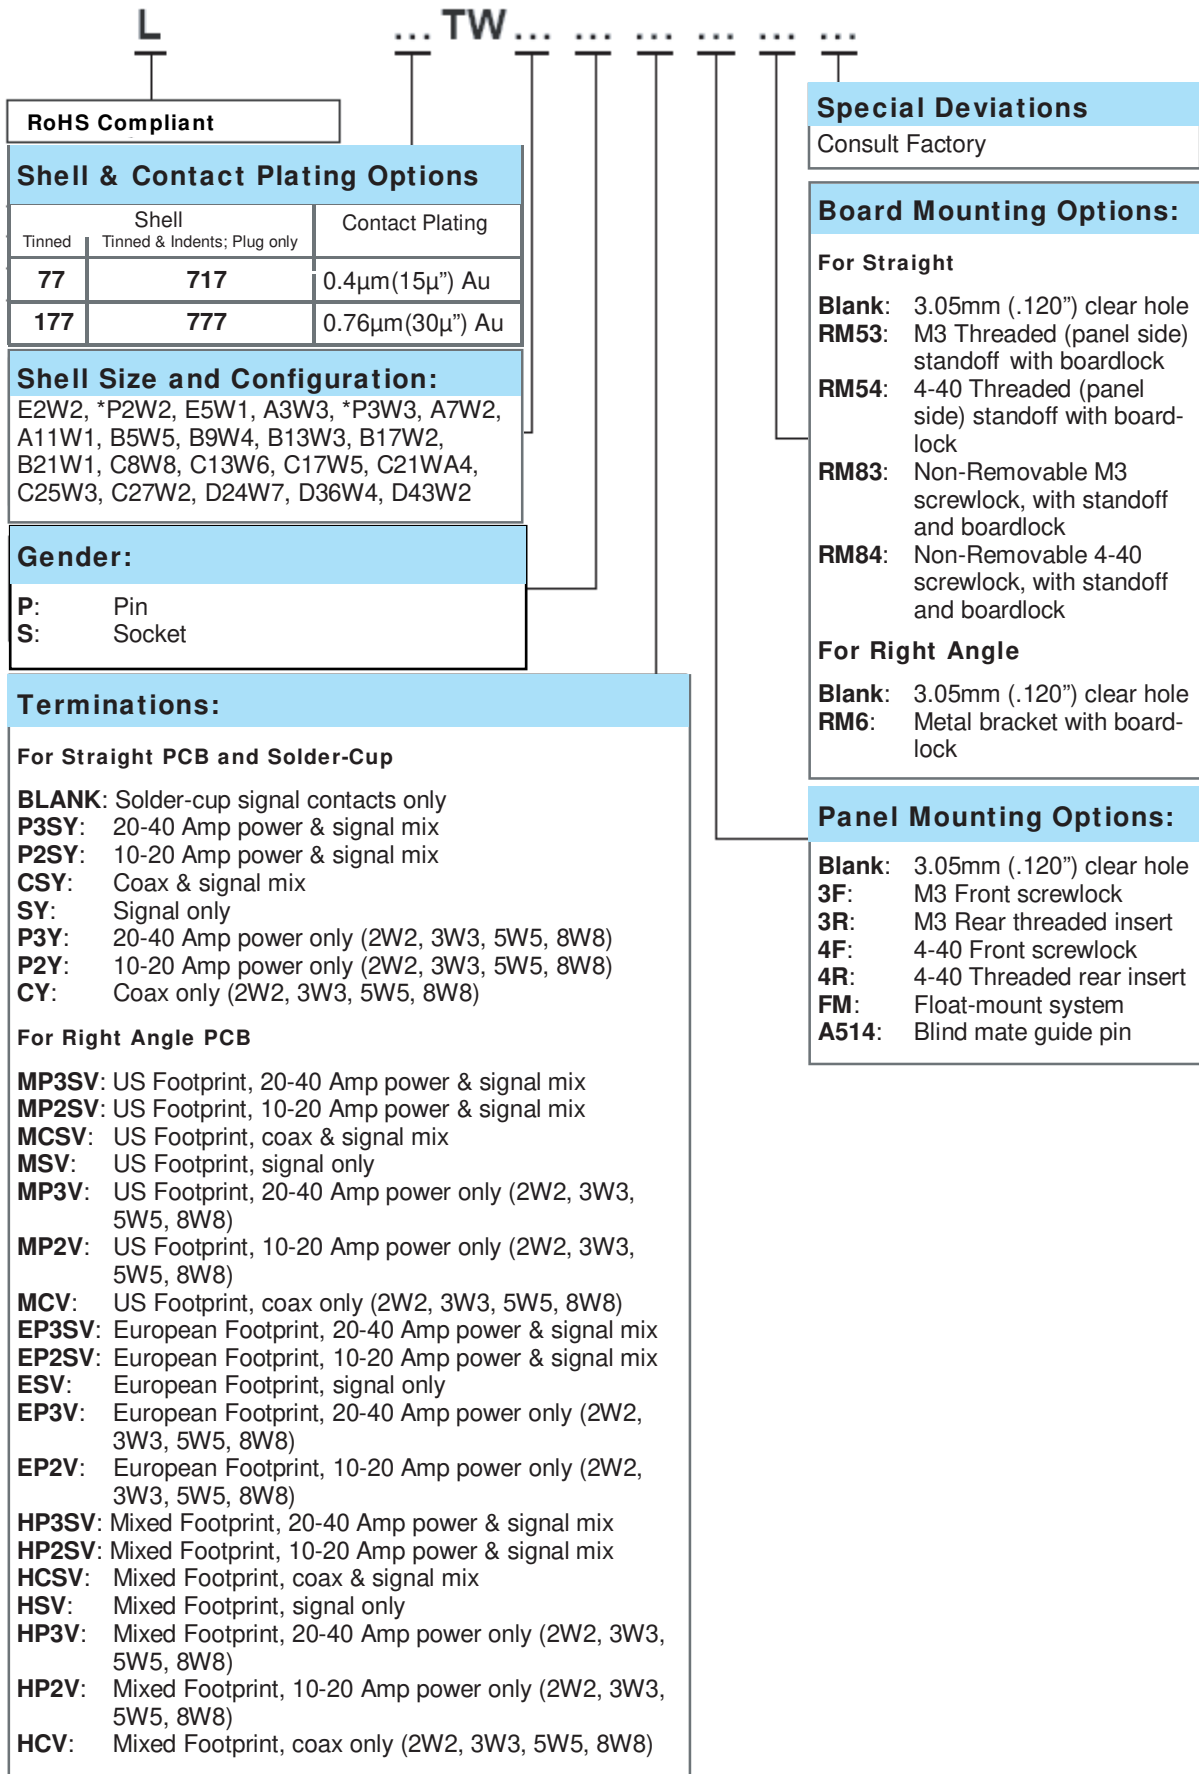 L ... TW ... ... ... ... ... ...
RoHS Compliant
Shell & Contact Plating Options
Shell
Contact Plating
Tinned
Tinned & Indents; Plug only
77 717 0.4µm(15µ”) Au
177 777 0.76µm(30µ”) Au
Shell Size and Configuration:
E2W2, *P2W2, E5W1, A3W3, *P3W3, A7W2,
A11W1, B5W5, B9W4, B13W3, B17W2,
B21W1, C8W8, C13W6, C17W5, C21WA4,
C25W3, C27W2, D24W7, D36W4, D43W2
Gender:
P: Pin
S: Socket
Terminations:
For Straight PCB and Solder-Cup
BLANK: Solder-cup signal contacts only
P3SY: 20-40 Amp power & signal mix
P2SY: 10-20 Amp power & signal mix
CSY: Coax & signal mix
SY: Signal only
P3Y: 20-40 Amp power only (2W2, 3W3, 5W5, 8W8)
P2Y: 10-20 Amp power only (2W2, 3W3, 5W5, 8W8)
CY: Coax only (2W2, 3W3, 5W5, 8W8)
For Right Angle PCB
MP3SV: US Footprint, 20-40 Amp power & signal mix
MP2SV: US Footprint, 10-20 Amp power & signal mix
MCSV: US Footprint, coax & signal mix
MSV: US Footprint, signal only
MP3V: US Footprint, 20-40 Amp power only (2W2, 3W3,
5W5, 8W8)
MP2V: US Footprint, 10-20 Amp power only (2W2, 3W3,
5W5, 8W8)
MCV: US Footprint, coax only (2W2, 3W3, 5W5, 8W8)
EP3SV: European Footprint, 20-40 Amp power & signal mix
EP2SV: European Footprint, 10-20 Amp power & signal mix
ESV: European Footprint, signal only
EP3V: European Footprint, 20-40 Amp power only (2W2,
3W3, 5W5, 8W8)
EP2V: European Footprint, 10-20 Amp power only (2W2,
3W3, 5W5, 8W8)
HP3SV: Mixed Footprint, 20-40 Amp power & signal mix
HP2SV: Mixed Footprint, 10-20 Amp power & signal mix
HCSV: Mixed Footprint, coax & signal mix
HSV: Mixed Footprint, signal only
HP3V: Mixed Footprint, 20-40 Amp power only (2W2, 3W3,
5W5, 8W8)
HP2V: Mixed Footprint, 10-20 Amp power only (2W2, 3W3,
5W5, 8W8)
HCV: Mixed Footprint, coax only (2W2, 3W3, 5W5, 8W8)
Special Deviations
Consult Factory
Board Mounting Options:
For Straight
Blank: 3.05mm (.120”) clear hole
RM53: M3 Threaded (panel side)
standoff with boardlock
RM54: 4-40 Threaded (panel
side) standoff with board-
lock
RM83: Non-Removable M3
screwlock, with standoff
and boardlock
RM84: Non-Removable 4-40
screwlock, with standoff
and boardlock
For Right Angle
Blank: 3.05mm (.120”) clear hole
RM6: Metal bracket with board-
lock
Panel Mounting Options:
Blank: 3.05mm (.120”) clear hole
3F: M3 Front screwlock
3R: M3 Rear threaded insert
4F: 4-40 Front screwlock
4R: 4-40 Threaded rear insert
FM: Float-mount system
A514: Blind mate guide pin